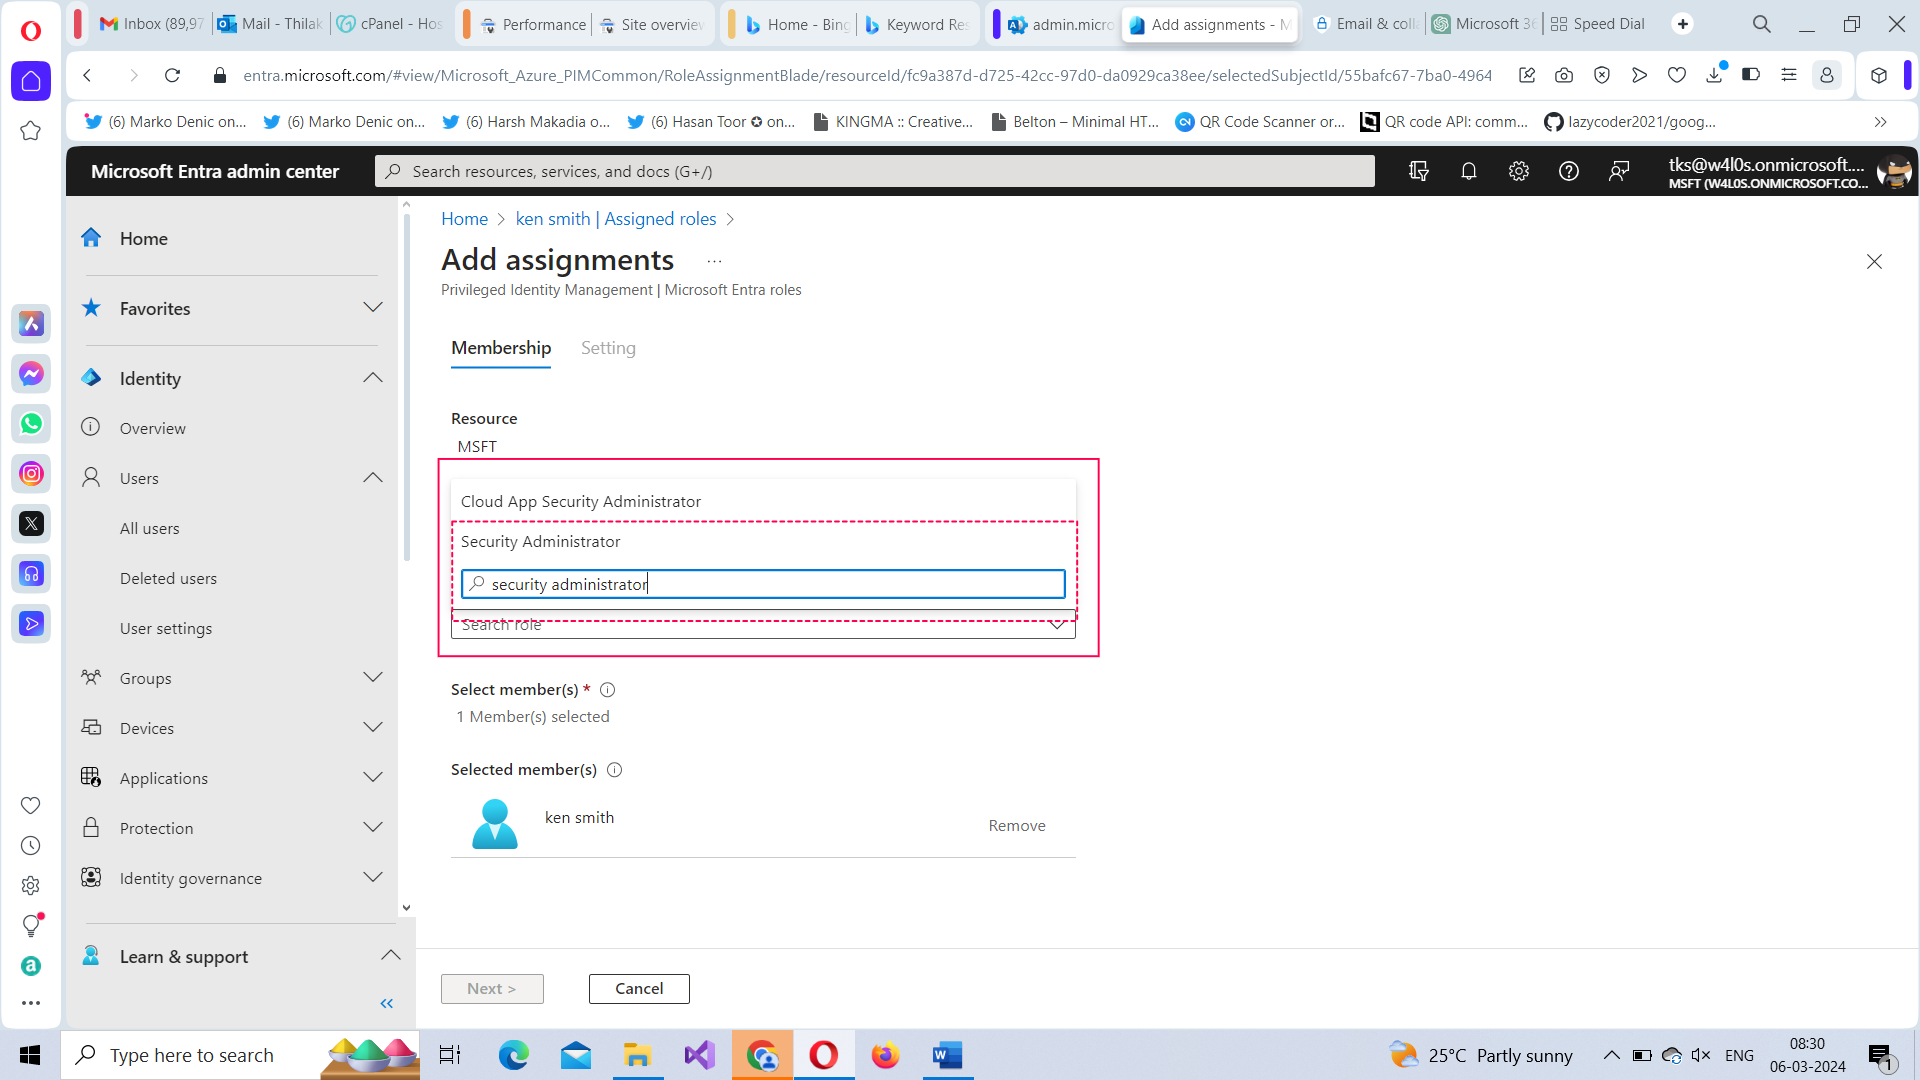 Inbox (89,97
Mail - Thilak
cPanel - Hos
Performance
Site overview
Home - Bing
Keyword Res
admin.micro
Add assignments - M
Email & coll
Microsoft 36
Speed Dial
entra.microsoft.com/#view/Microsoft_Azure_PIMCommon/RoleAssignmentBlade/resourceId/fc9a387d-d725-42cc-97d0-da0929ca38ee/selectedSubjectId/55bafc67-7ba0-4964
(6) Marko Denic on...
(6) Marko Denic on...
(6) Harsh Makadia o...
(6) Hasan Toor ✪ on...
KINGMA :: Creative...
Belton – Minimal HT...
QR Code Scanner or...
QR code API: comm...
lazycoder2021/goog...
Microsoft Entra admin center
Search resources, services, and docs (G+/)
tks@w4l0s.onmicrosoft....
MSFT (W4L0S.ONMICROSOFT.CO...
Home
Favorites
Identity
Overview
Users
All users
Deleted users
User settings
Groups
Devices
Applications
Protection
Identity governance
Learn & support
Home > ken smith | Assigned roles >
Add assignments ...
Privileged Identity Management | Microsoft Entra roles
Membership
Setting
Resource
MSFT
Cloud App Security Administrator
Security Administrator
security administrator
Search role
Select member(s) *
1 Member(s) selected
Selected member(s)
ken smith
Remove
Next >
Cancel
Type here to search
25°C Partly sunny
ENG
08:30
06-03-2024
1